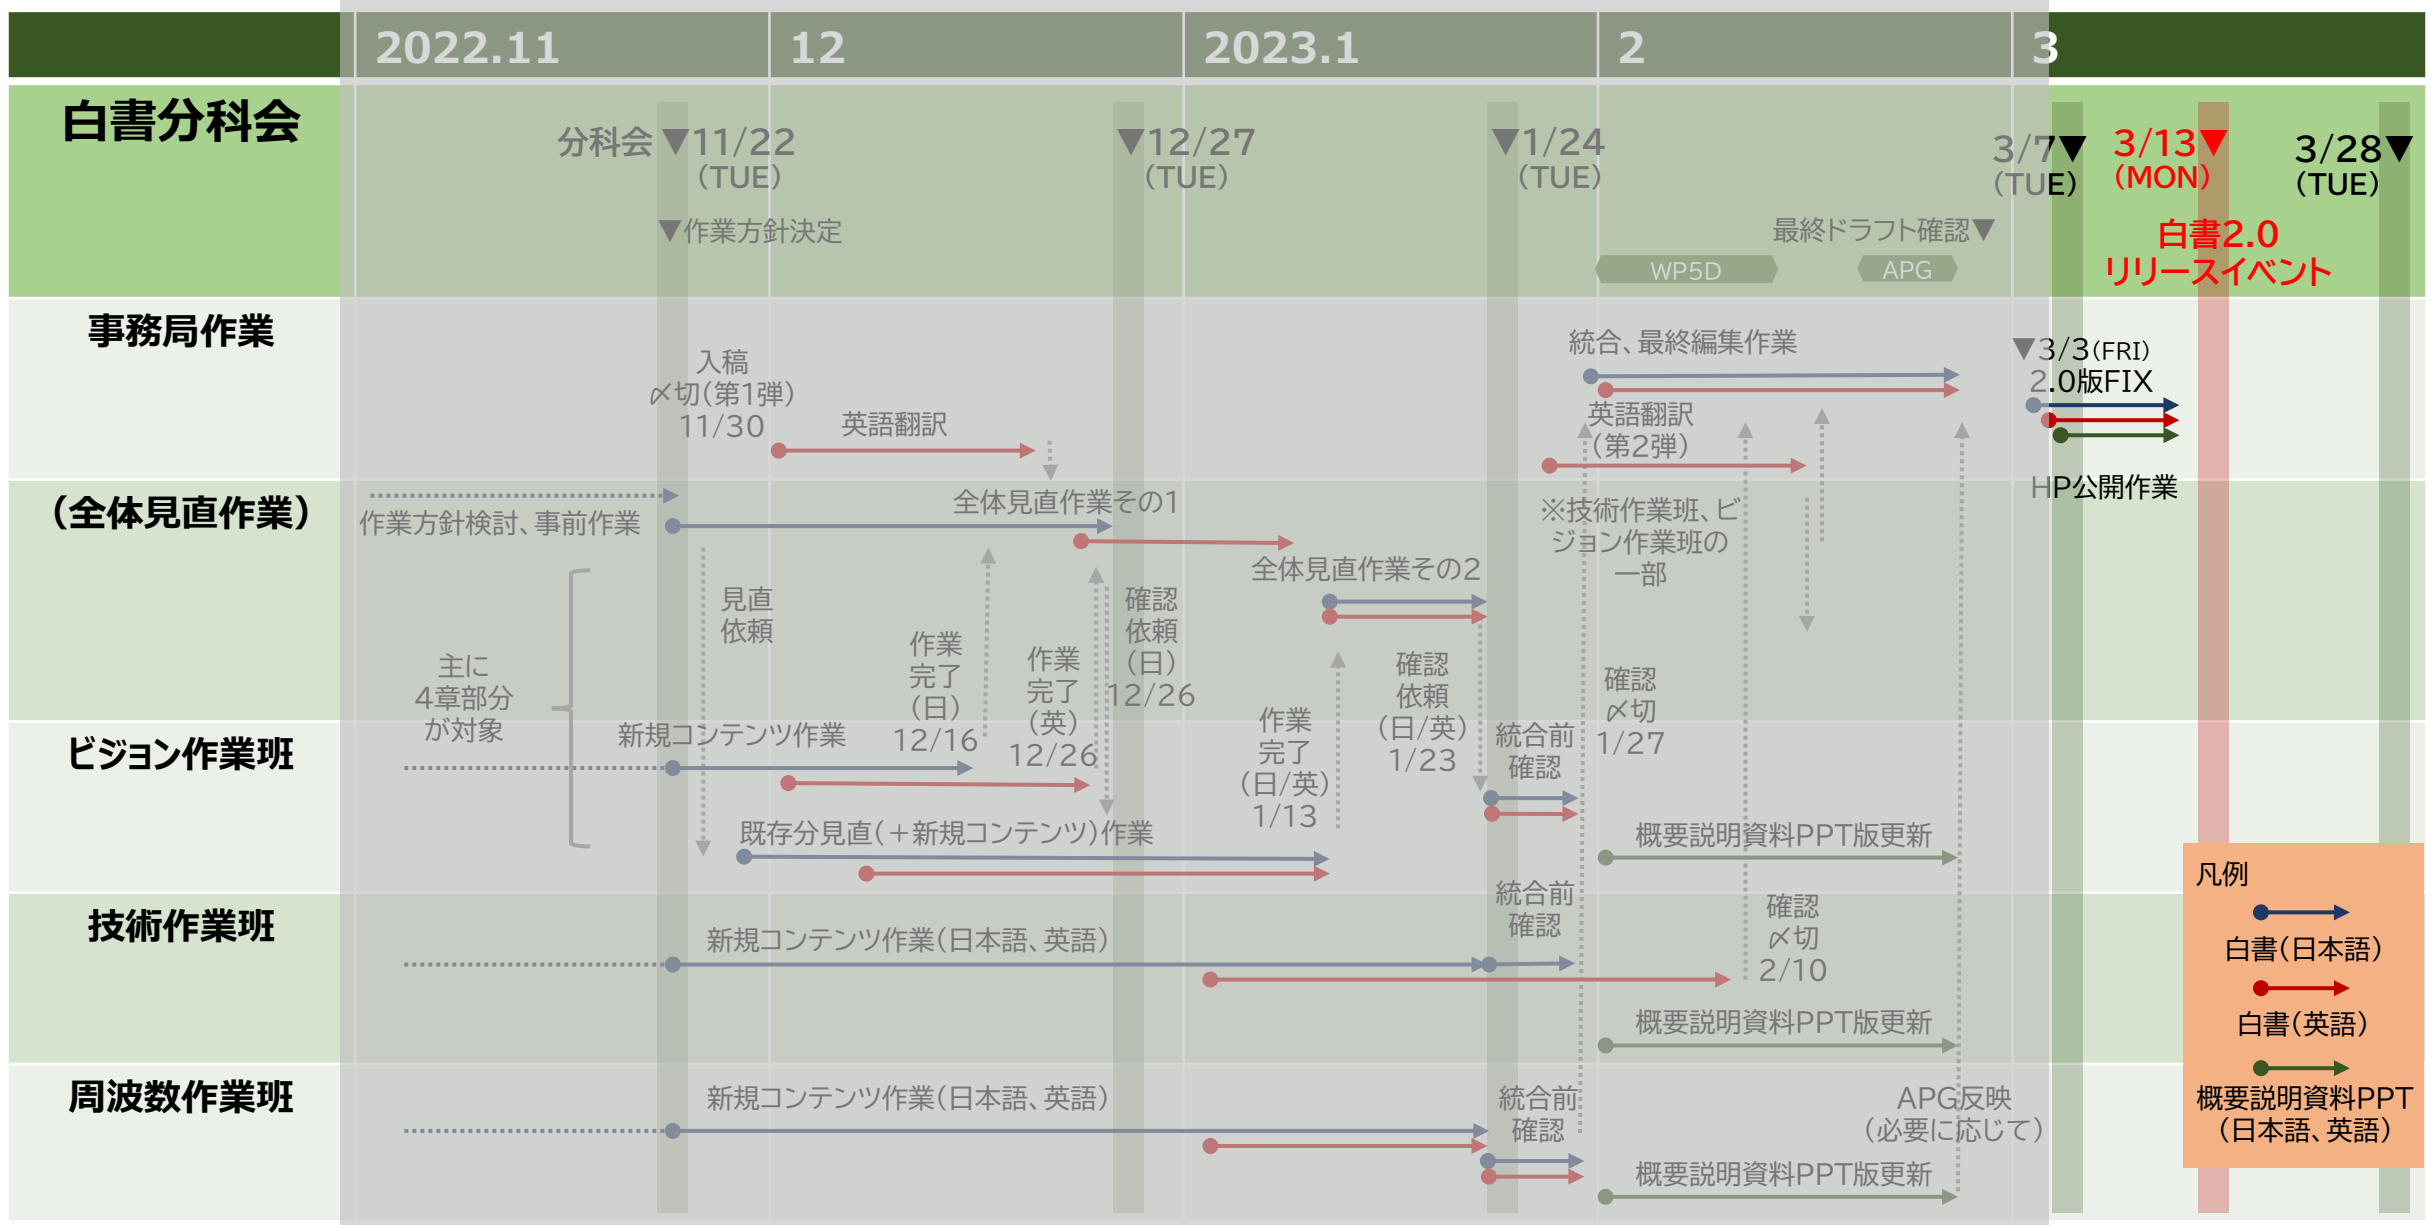 2022.11
12
2023.1
2
3
白書分科会
分科会▼11/22
(TUE)
▼12/27
(TUE)
▼1/24
(TUE)
3/7▼
(TUE)
3/13▼
(MON)
3/28▼
(TUE)
▼作業方針決定
最終ドラフト確認▼
WP5D
APG
白書2.0
リリースイベント
事務局作業
入稿
〆切(第1弾)
11/30
英語翻訳
統合、最終編集作業
英語翻訳
(第2弾)
▼3/3(FRI)
2.0版FIX
HP公開作業
(全体見直作業)
作業方針検討、事前作業
全体見直作業その1
※技術作業班、ビ
ジョン作業班の
一部
全体見直作業その2
見直
依頼
主に
4章部分
が対象
作業
完了
(日)
12/16
作業
完了
(英)
12/26
確認
依頼
(日)
12/26
作業
完了
(日/英)
1/13
確認
依頼
(日/英)
1/23
確認
〆切
1/27
ビジョン作業班
新規コンテンツ作業
統合前
確認
既存分見直(+新規コンテンツ)作業
概要説明資料PPT版更新
技術作業班
新規コンテンツ作業(日本語、英語)
統合前
確認
確認
〆切
2/10
概要説明資料PPT版更新
周波数作業班
新規コンテンツ作業(日本語、英語)
統合前
確認
APG反映
(必要に応じて)
概要説明資料PPT版更新
凡例
白書(日本語)
白書(英語)
概要説明資料PPT
(日本語、英語)